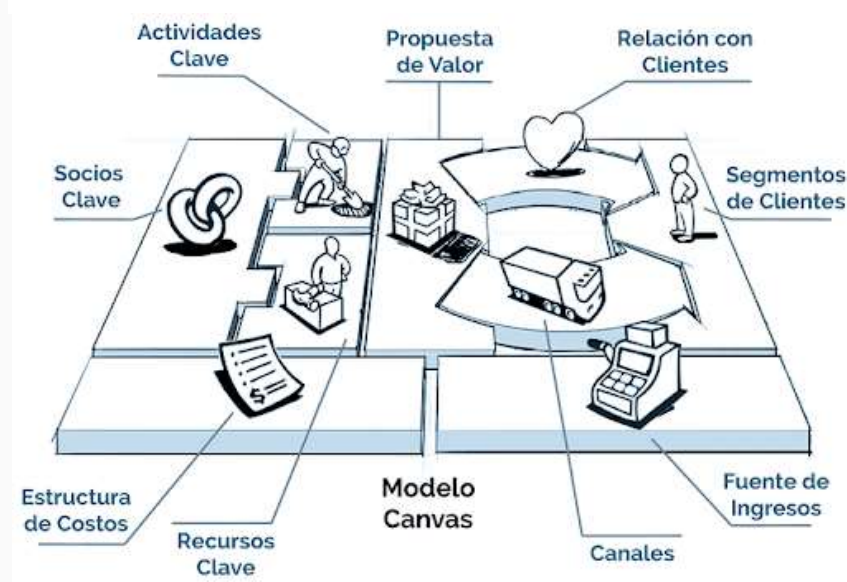 Actividades
Clave
Propuesta
de Valor
Relación con
Clientes
Socios
Clave
Segmentos
de Clientes
Estructura
de Costos
Recursos
Clave
Modelo
Canvas
Canales
Fuente de
Ingresos